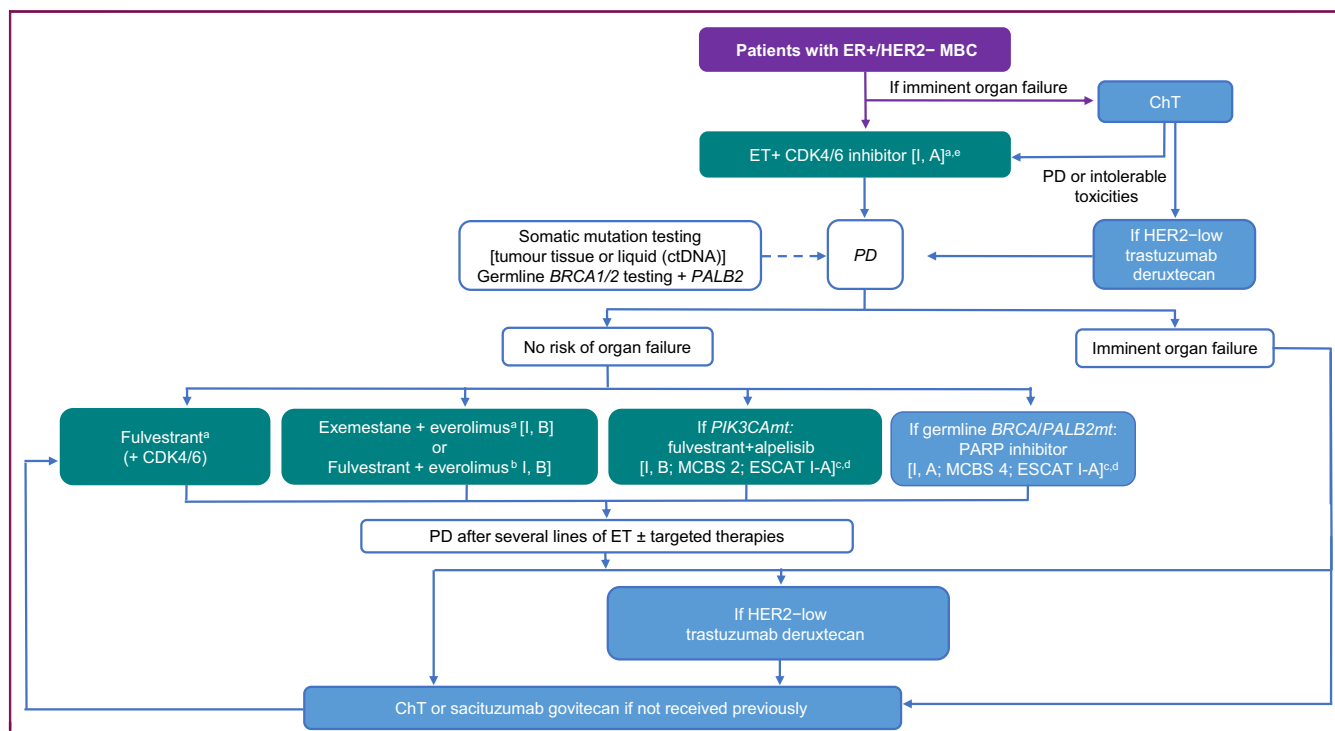 Patients with ER+/HER2− MBC
If imminent organ failure
ChT
ET+ CDK4/6 inhibitor [I, A]a,e
PD or intolerable
toxicities
Somatic mutation testing
[tumour tissue or liquid (ctDNA)]
Germline BRCA1/2 testing + PALB2
PD
If HER2−low
trastuzumab
deruxtecan
No risk of organ failure
Imminent organ failure
Fulvestranta
(+ CDK4/6)
Exemestane + everolimusa [I, B]
or
Fulvestrant + everolimusb I, B]
If PIK3CAmt:
fulvestrant+alpelisib
[I, B; MCBS 2; ESCAT I-A]c,d
If germline BRCA/PALB2mt:
PARP inhibitor
[I, A; MCBS 4; ESCAT I-A]c,d
PD after several lines of ET ± targeted therapies
If HER2−low
trastuzumab deruxtecan
ChT or sacituzumab govitecan if not received previously